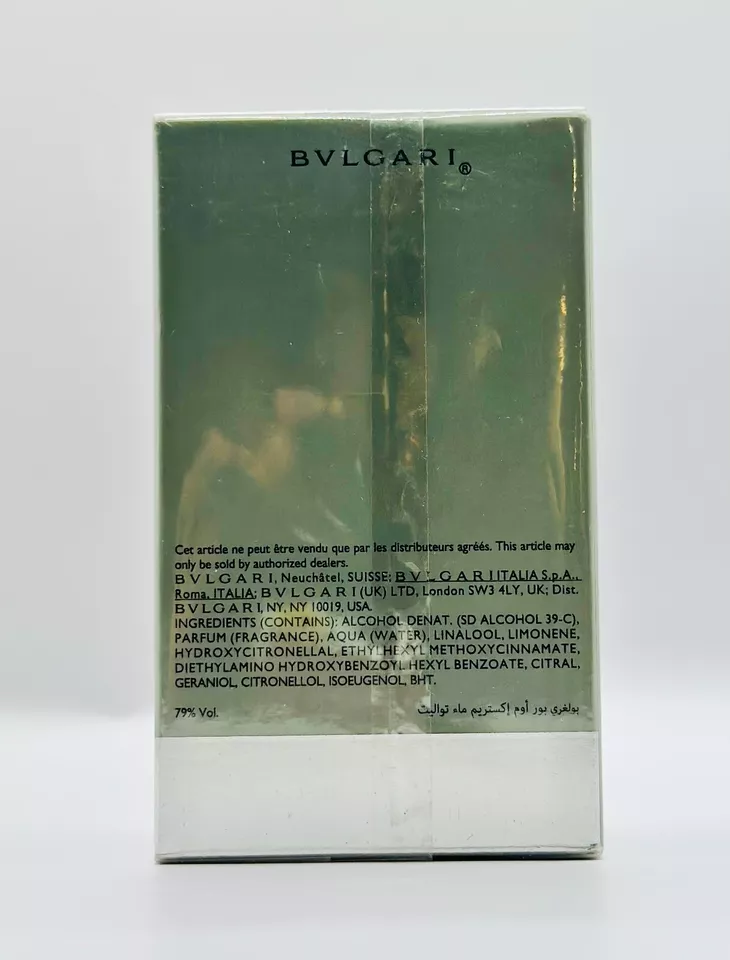 BVLGARI®
Cet article ne peut être vendu que par les distributeurs agréés. This article may
only be sold by authorized dealers.
BVLGARI, Neuchâtel, SUISSE; BVLGARI ITALIA S.p.A.,
Roma, ITALIA; BVLGARI (UK) LTD, London SW3 4LY, UK; Dist.
BVLGARI, NY, NY 10019, USA.
INGREDIENTS (CONTAINS): ALCOHOL DENAT. (SD ALCOHOL 39-C),
PARFUM (FRAGRANCE), AQUA (WATER), LINALOOL, LIMONENE,
HYDROXYCITRONELLAL, ETHYLHEXYL METHOXYCINNAMATE,
DIETHYLAMINO HYDROXYBENZOYL HEXYL BENZOATE, CITRAL,
GERANIOL, CITRONELLOL, ISOEUGENOL, BHT.
79% Vol.
بولغري بور أوم إكستريم ماء تواليت